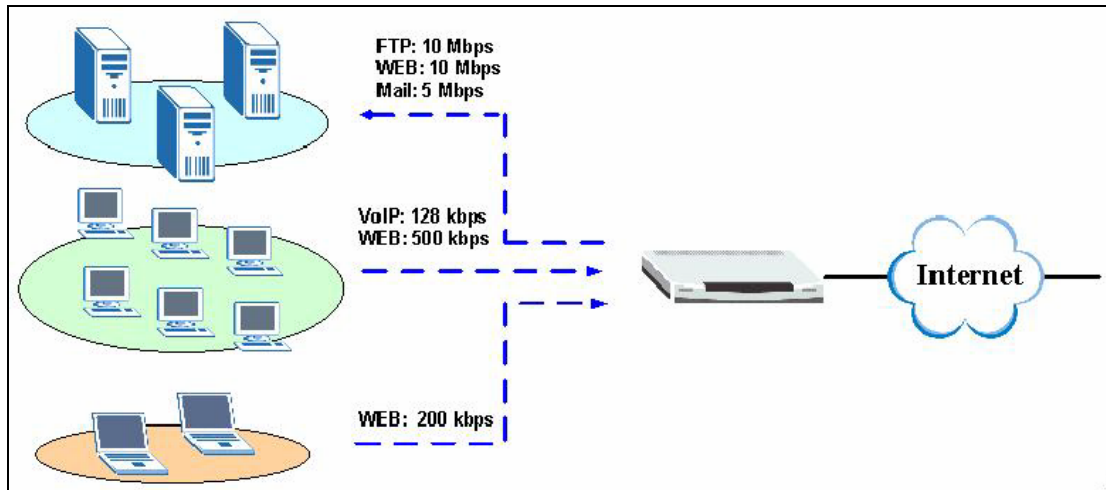 FTP: 10 Mbps
WEB: 10 Mbps
Mail: 5 Mbps
VoIP: 128 kbps
WEB: 500 kbps
Internet
WEB: 200 kbps